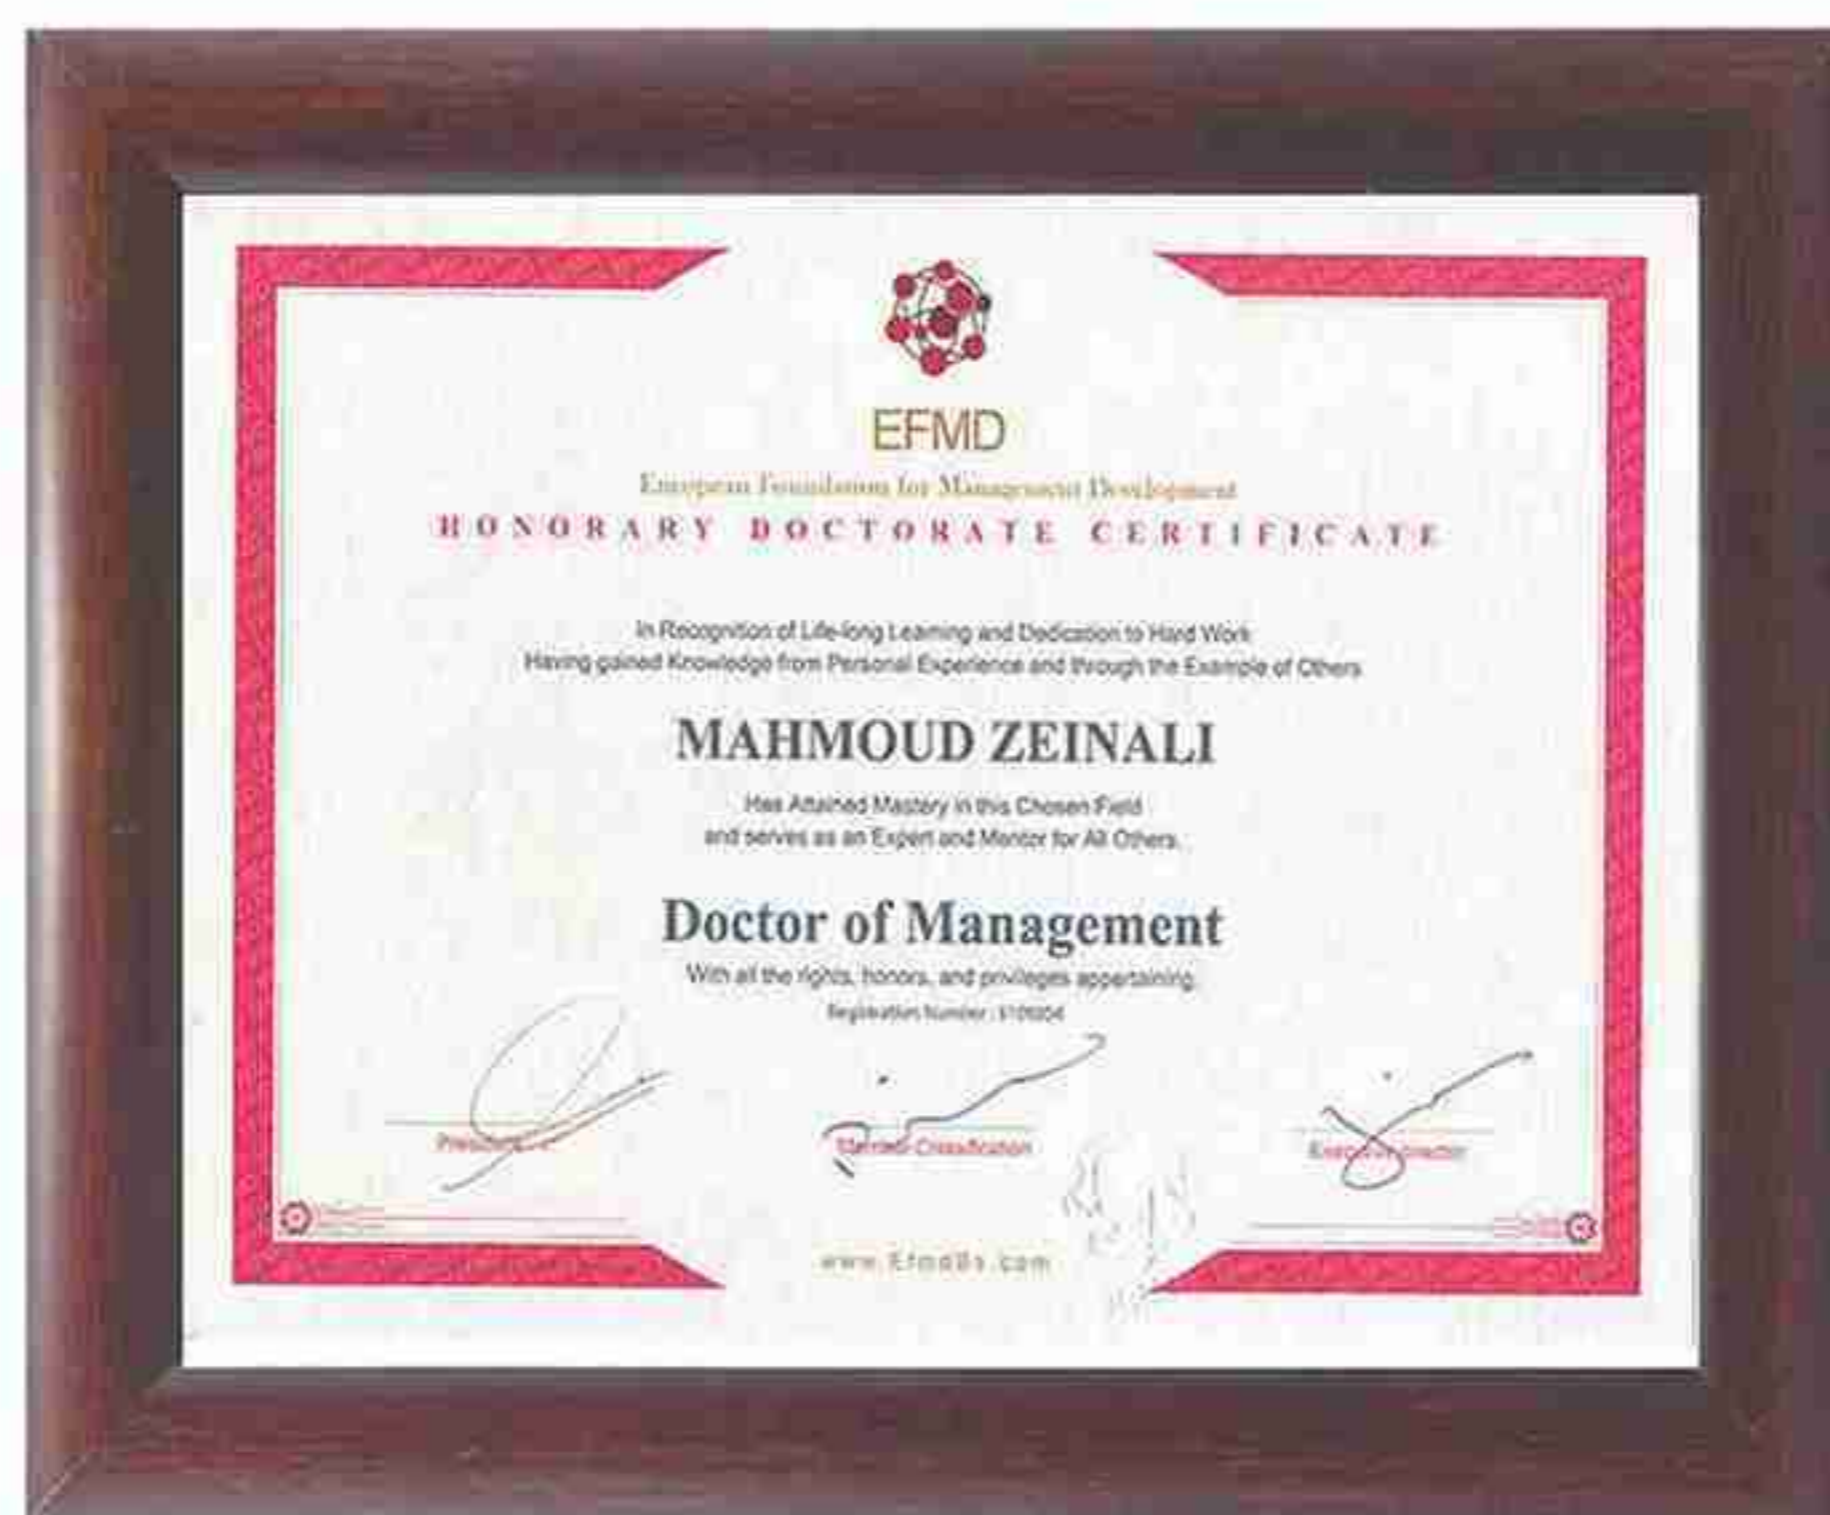 EFMD
European Foundation for Management Development
HONORARY DOCTORATE CERTIFICATE
In Recognition of Life-long Learning and Dedication to Hard Work
Having gained Knowledge from Personal Experience and through the Example of Others
MAHMOUD ZEINALI
Has Attained Mastery in this Chosen Field
and serves as an Expert and Mentor for All Others.
Doctor of Management
With all the rights, honors, and privileges appertaining.
Registration Number :
Executive Director